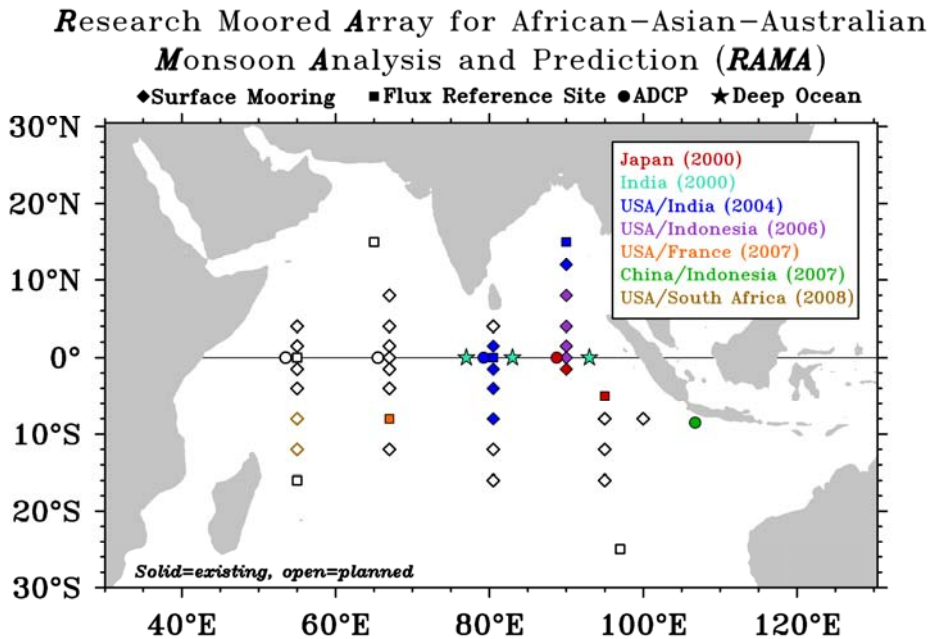 Research Moored Array for African-Asian-Australian
Monsoon Analysis and Prediction (RAMA)
Surface Mooring Flux Reference Site ADCP Deep Ocean
30°N
20°N
10°N
0°
10°S
20°S
30°S
Japan (2000)
India (2000)
USA/India (2004)
USA/Indonesia (2006)
USA/France (2007)
China/Indonesia (2007)
USA/South Africa (2008)
Solid=existing, open=planned
40°E 60°E 80°E 100°E 120°E